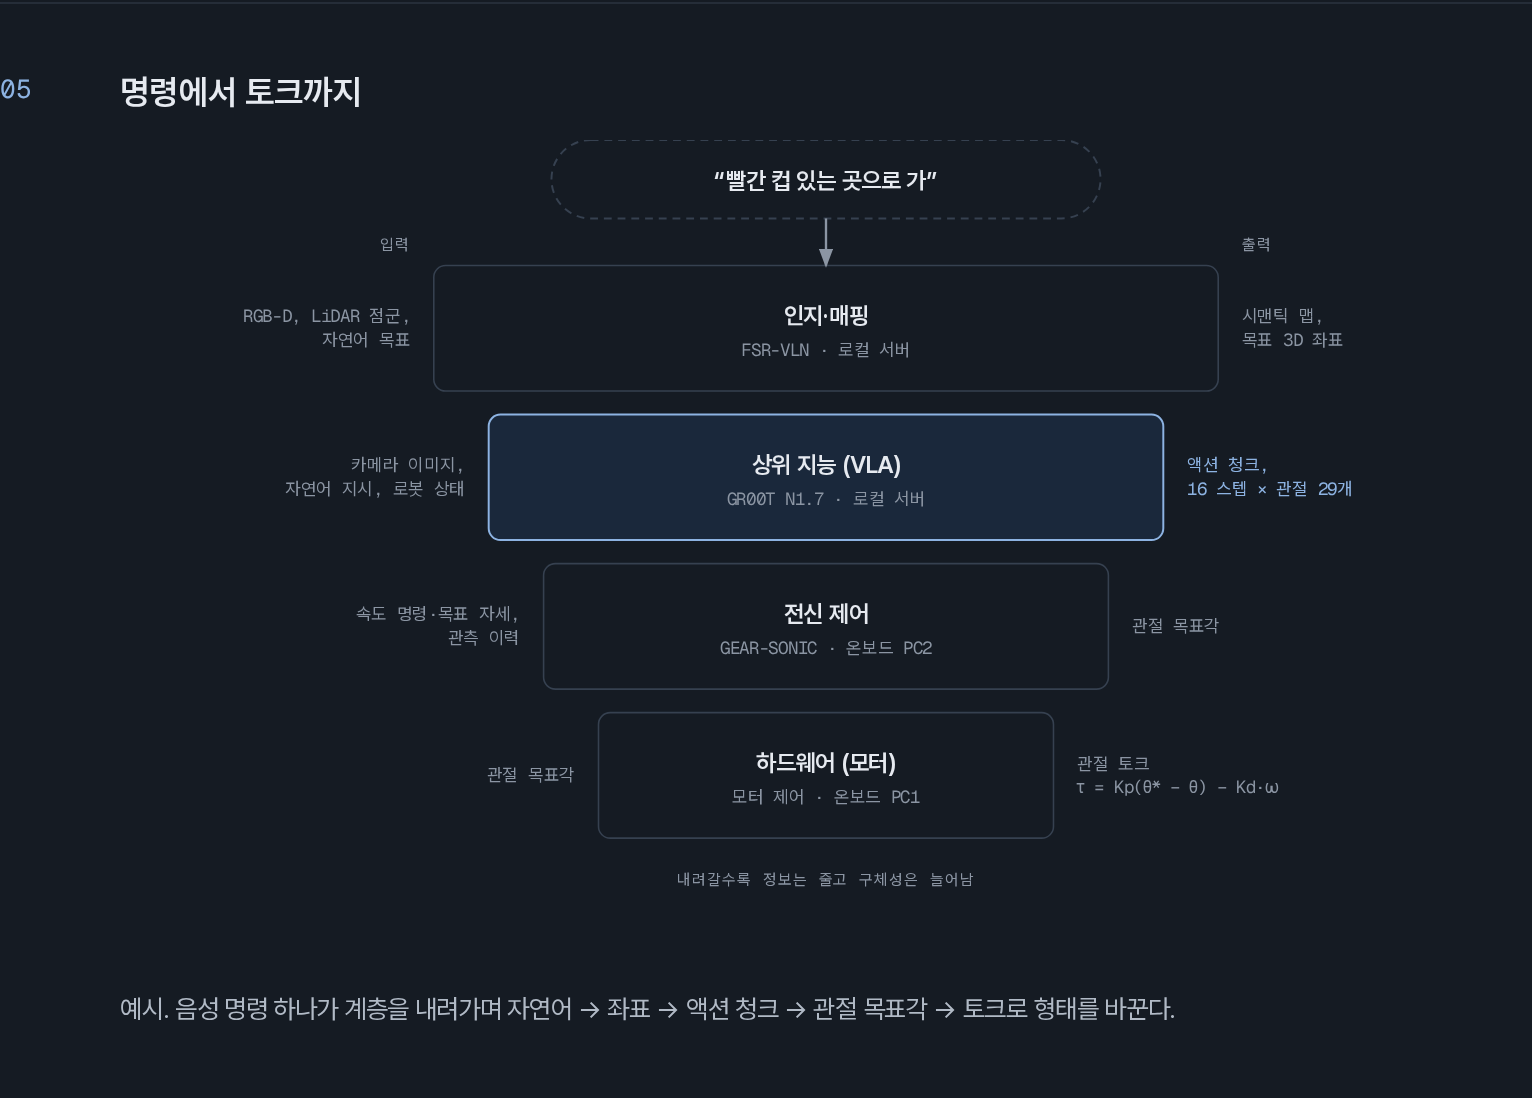 05
명령에서 토크까지
“빨간 컵 있는 곳으로 가”
입력
출력
RGB-D, LiDAR 점군,
자연어 목표
인지·매핑
FSR-VLN · 로컬 서버
시맨틱 맵,
목표 3D 좌표
카메라 이미지,
자연어 지시, 로봇 상태
상위 지능 (VLA)
GR00T N1.7 · 로컬 서버
액션 청크,
16 스텝 × 관절 29개
속도 명령·목표 자세,
관측 이력
전신 제어
GEAR-SONIC · 온보드 PC2
관절 목표각
관절 목표각
하드웨어 (모터)
모터 제어 · 온보드 PC1
관절 토크
τ = Kp(θ* − θ) − Kd·ω
내려갈수록 정보는 줄고 구체성은 늘어남
예시. 음성 명령 하나가 계층을 내려가며 자연어 → 좌표 → 액션 청크 → 관절 목표각 → 토크로 형태를 바꾼다.